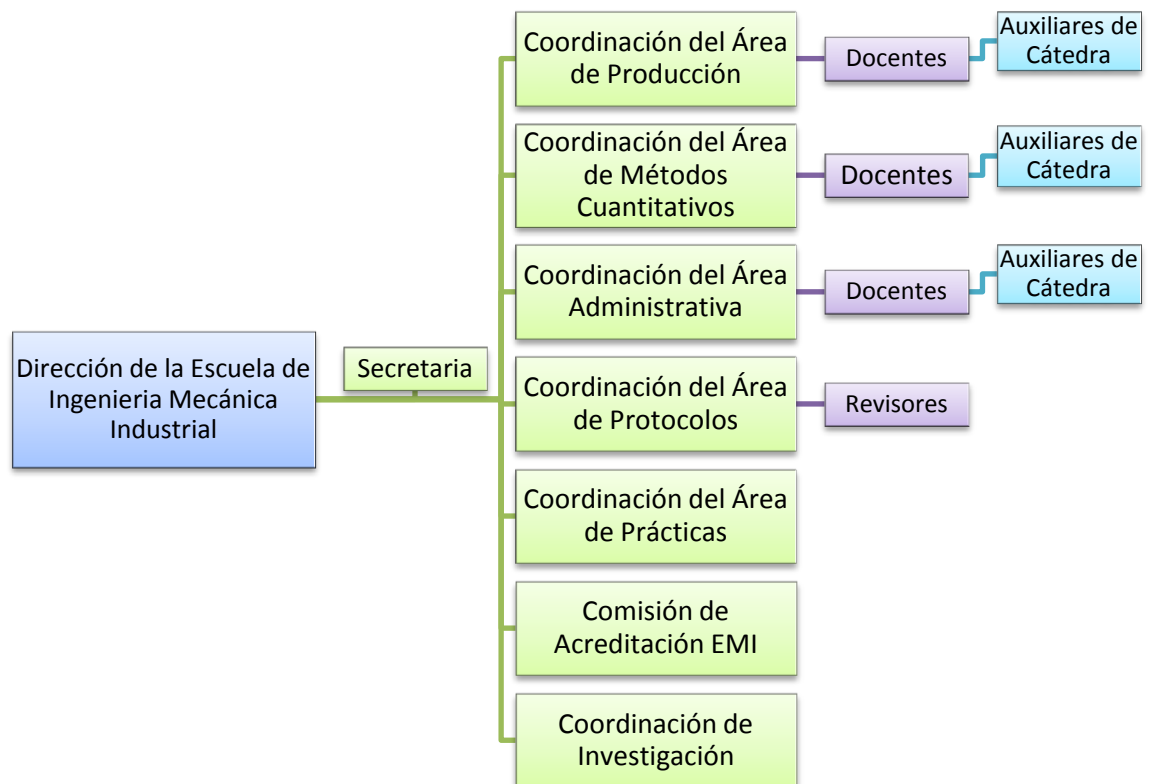 Dirección de la Escuela de
Ingenieria Mecánica
Industrial
Secretaria
Coordinación del Área
de Producción
Docentes
Auxiliares de
Cátedra
Coordinación del Área
de Métodos
Cuantitativos
Docentes
Auxiliares de
Cátedra
Coordinación del Área
Administrativa
Docentes
Auxiliares de
Cátedra
Coordinación del Área
de Protocolos
Revisores
Coordinación del Área
de Prácticas
Comisión de
Acreditación EMI
Coordinación de
Investigación